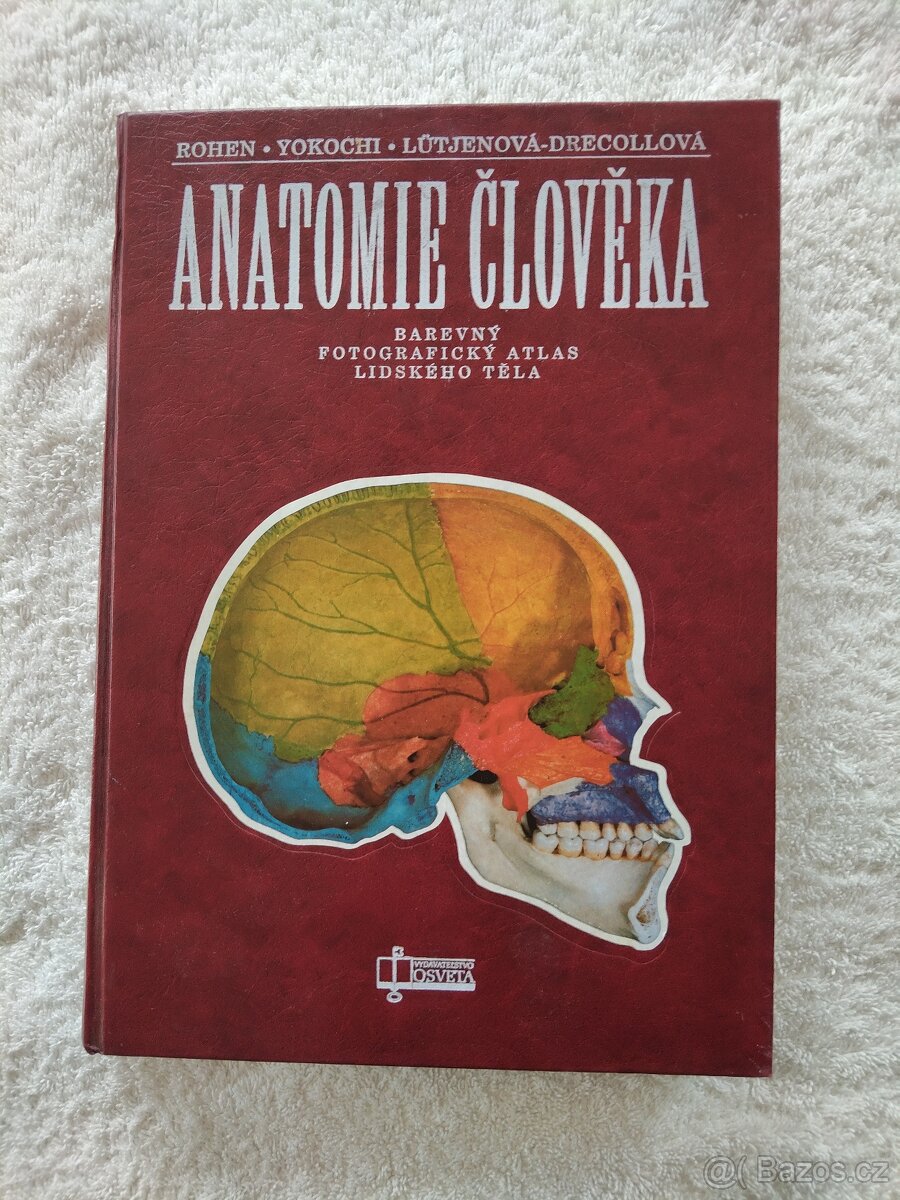 ROHEN • YOKOCHI • LÜTJENOVÁ-DRECOLLOVÁ
ANATOMIE ČLOVĚKA
BAREVNÝ
FOTOGRAFICKÝ ATLAS
LIDSKÉHO TĚLA
VYDAVATEĽSTVO
OSVETA
@( Bazos.cz